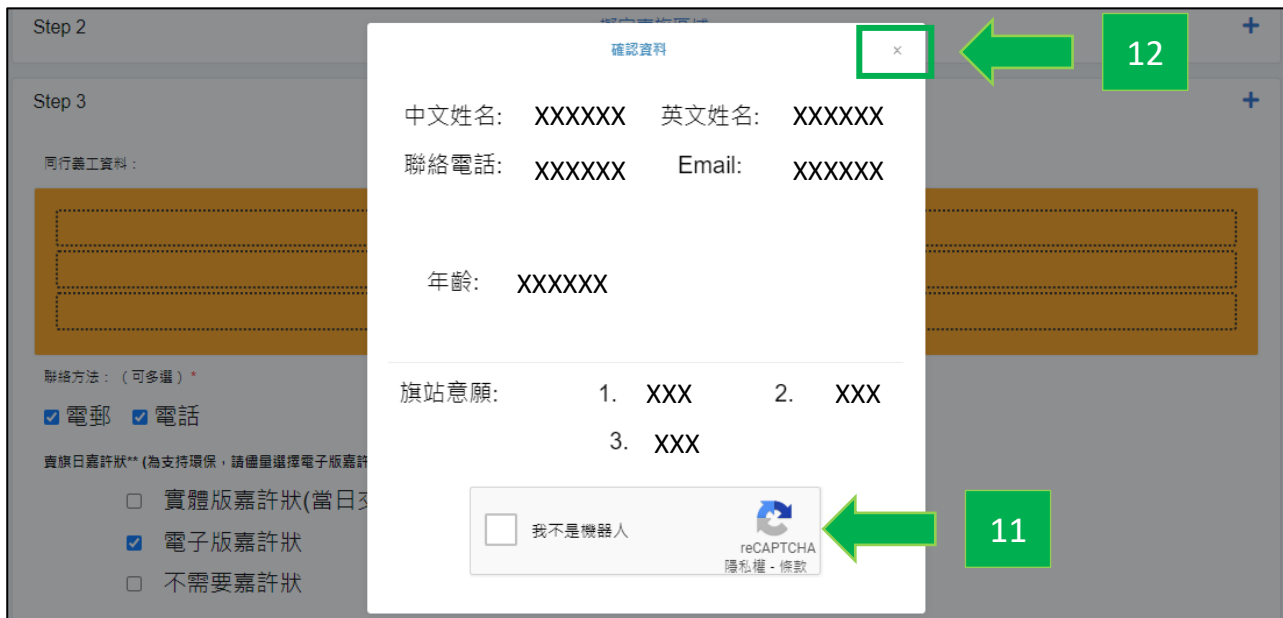 Step 2
確認資料
×
12
Step 3
中文姓名: XXXXXX 英文姓名: XXXXXX
聯絡電話: XXXXXX Email: XXXXXX
同行義工資料：
年齡: XXXXXX
聯絡方法：（可多選）*
電郵 電話
旗站意願: 1. XXX 2. XXX
3. XXX
賣旗日嘉許狀** (為支持環保，請儘量選擇電子版嘉許
實體版嘉許狀(當日
電子版嘉許狀
不需要嘉許狀
我不是機器人
reCAPTCHA
隱私權 - 條款
11